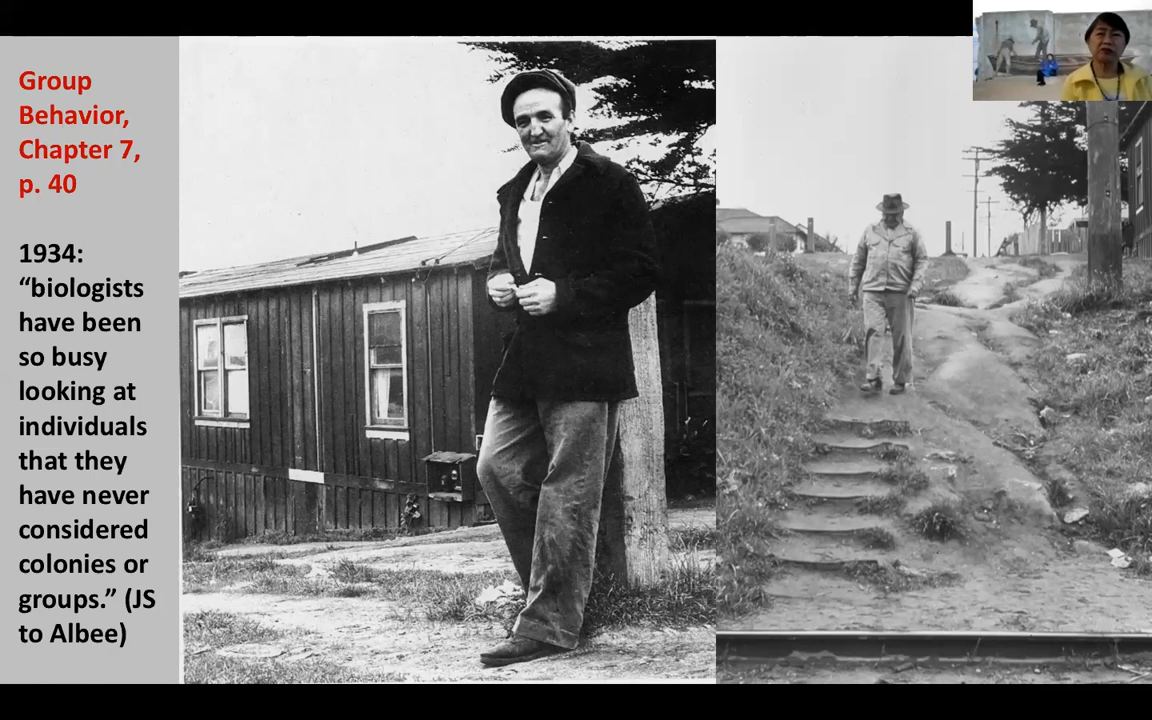 Group
Behavior,
Chapter 7,
p. 40
1934:
“biologists
have been
so busy
looking at
individuals
that they
have never
considered
colonies or
groups.” (JS
to Albee)